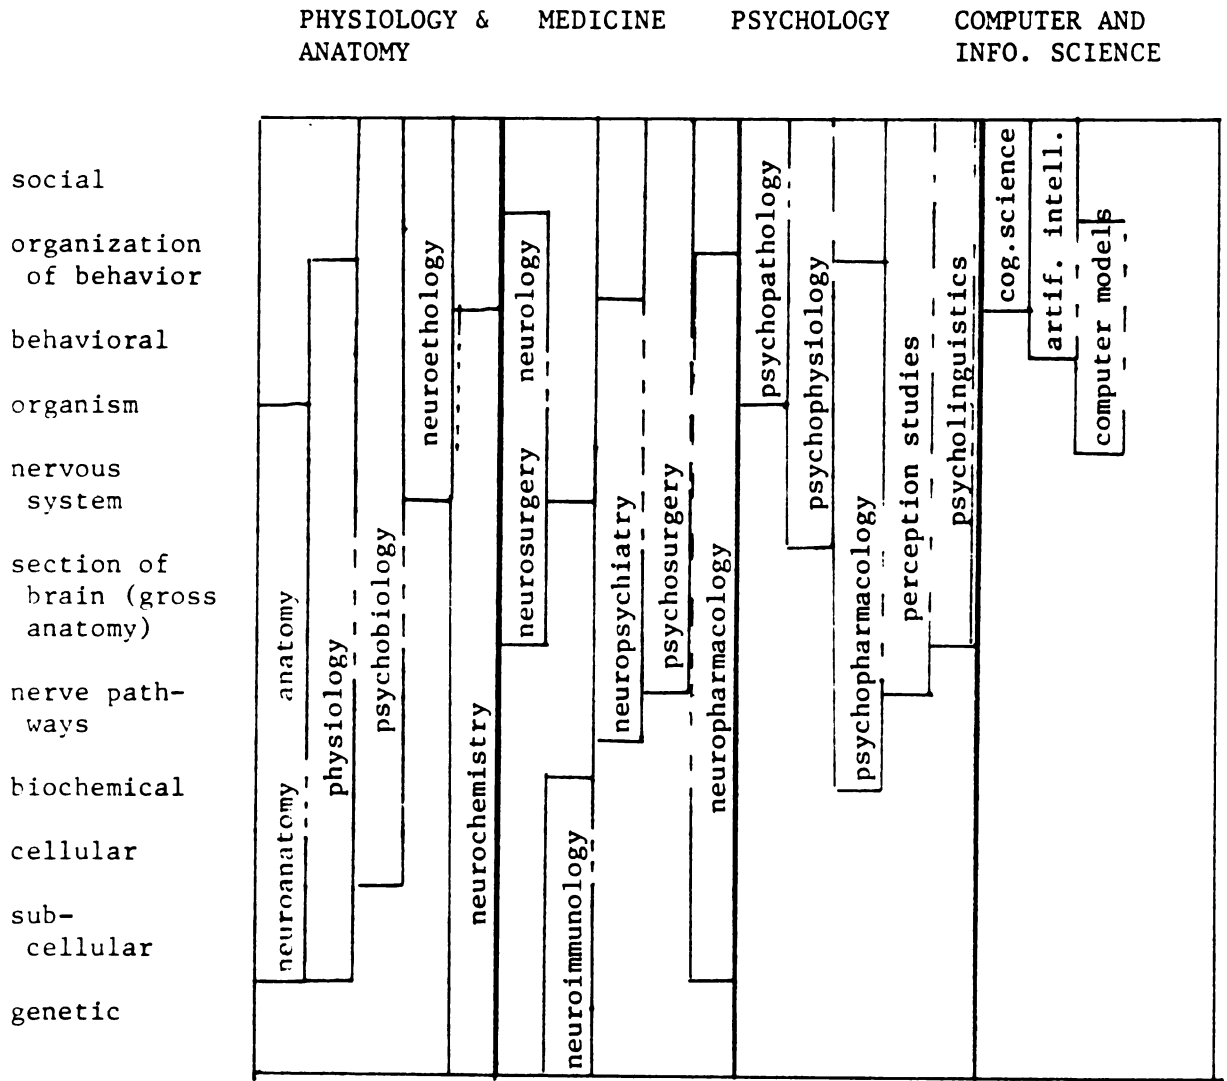 PHYSIOLOGY &
ANATOMY
MEDICINE
PSYCHOLOGY
COMPUTER AND
INFO. SCIENCE
social
organization
of behavior
behavioral
organism
nervous
system
section of
brain (gross
anatomy)
nerve path-
ways
biochemical
cellular
sub-
cellular
genetic
neuroanatomy
anatomy
physiology
psychobiology
neuroethology
neurochemistry
neurosurgery
neurology
neuroimmunology
neuropsychiatry
psychosurgery
neuropharmacology
psychopathology
psychophysiology
psychopharmacology
perception studies
psycholinguistics
cog.science
artif. intell.
computer models